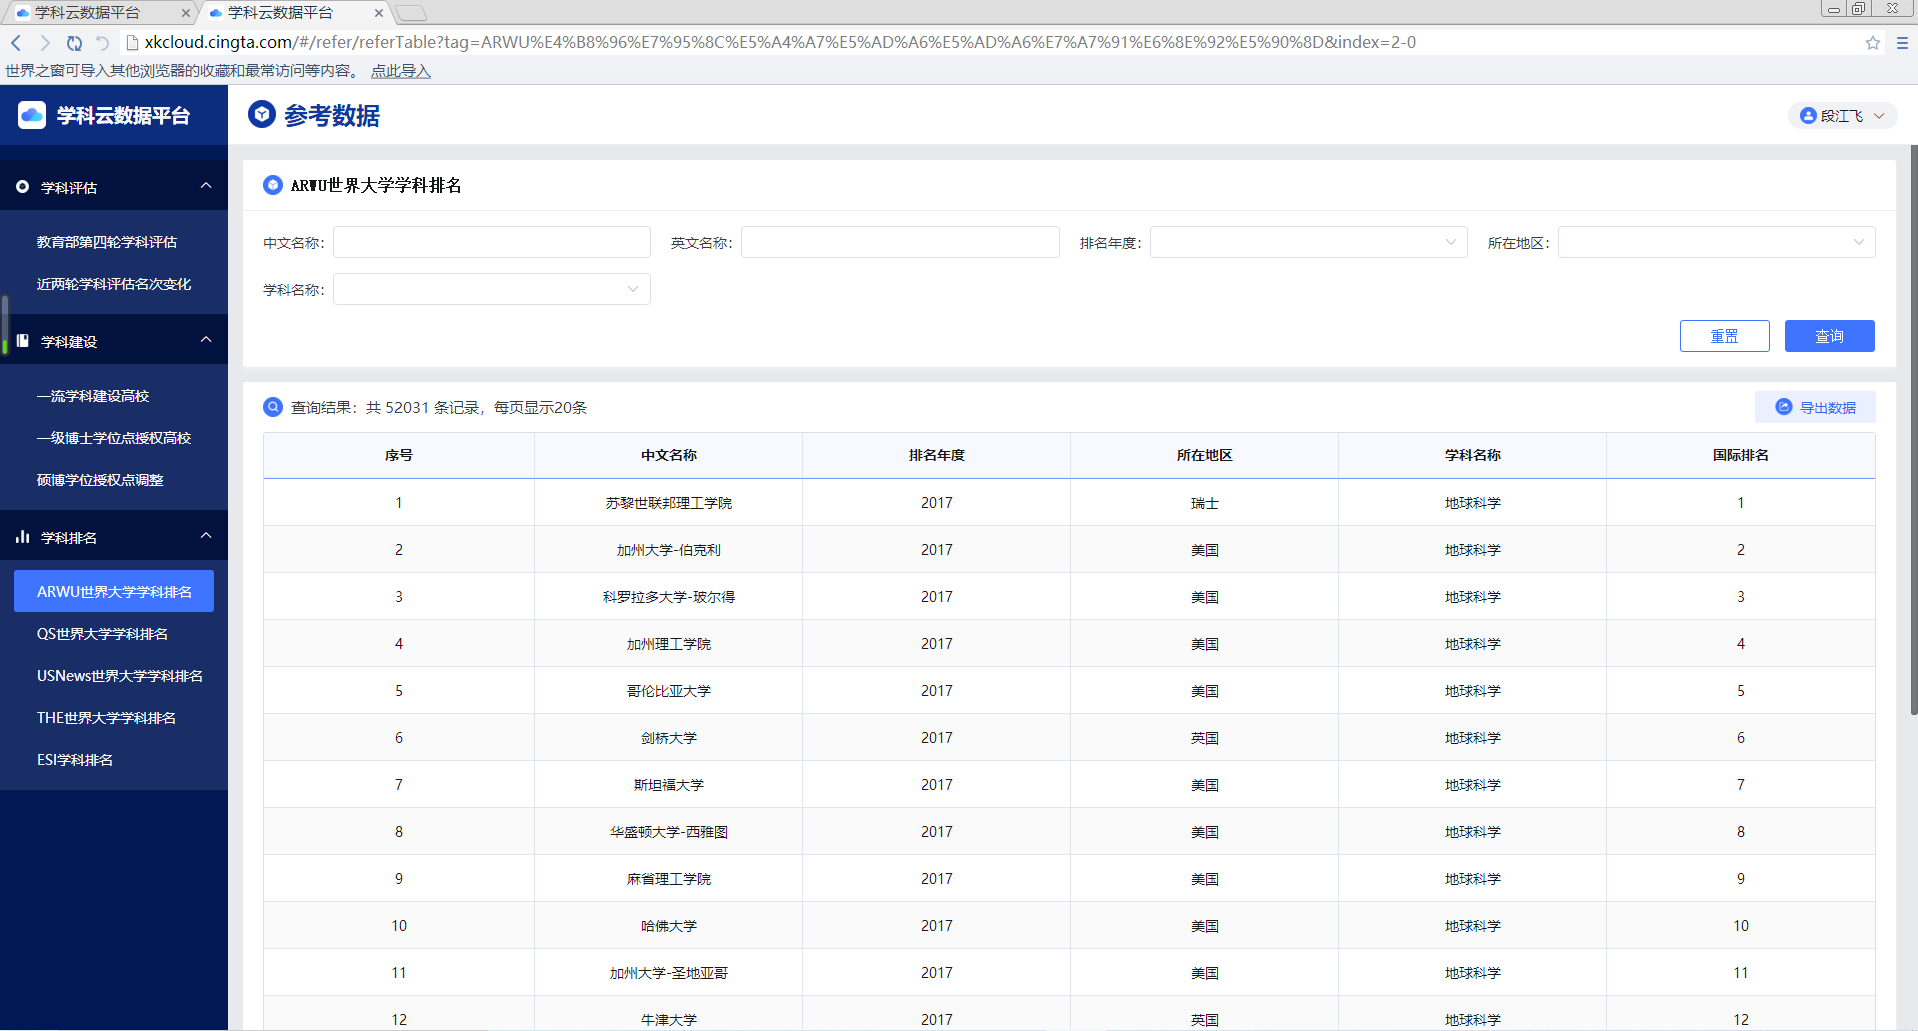 学科云数据平台
学科云数据平台
xkcloud.cingta.com/#/refer/referTable?tag=ARWU%E4%B8%96%E7%95%8C%E5%A4%A7%E5%AD%A6%E5%AD%A6%E7%A7%91%E6%8E%92%E5%90%8D&index=2-0
世界之窗可导入其他浏览器的收藏和最常访问等内容。 点此导入
学科云数据平台
参考数据
段江飞
学科评估
教育部第四轮学科评估
近两轮学科评估名次变化
学科建设
一流学科建设高校
一级博士学位点授权高校
硕博学位授权点调整
学科排名
ARWU世界大学学科排名
QS世界大学学科排名
USNews世界大学学科排名
THE世界大学学科排名
ESI学科排名
ARWU世界大学学科排名
中文名称: 英文名称: 排名年度: 所在地区:
学科名称:
重置 查询
查询结果：共 52031 条记录，每页显示20条
导出数据
序号 中文名称 排名年度 所在地区 学科名称 国际排名
1 苏黎世联邦理工学院 2017 瑞士 地球科学 1
2 加州大学-伯克利 2017 美国 地球科学 2
3 科罗拉多大学-玻尔得 2017 美国 地球科学 3
4 加州理工学院 2017 美国 地球科学 4
5 哥伦比亚大学 2017 美国 地球科学 5
6 剑桥大学 2017 英国 地球科学 6
7 斯坦福大学 2017 美国 地球科学 7
8 华盛顿大学-西雅图 2017 美国 地球科学 8
9 麻省理工学院 2017 美国 地球科学 9
10 哈佛大学 2017 美国 地球科学 10
11 加州大学-圣地亚哥 2017 美国 地球科学 11
12 牛津大学 2017 英国 地球科学 12